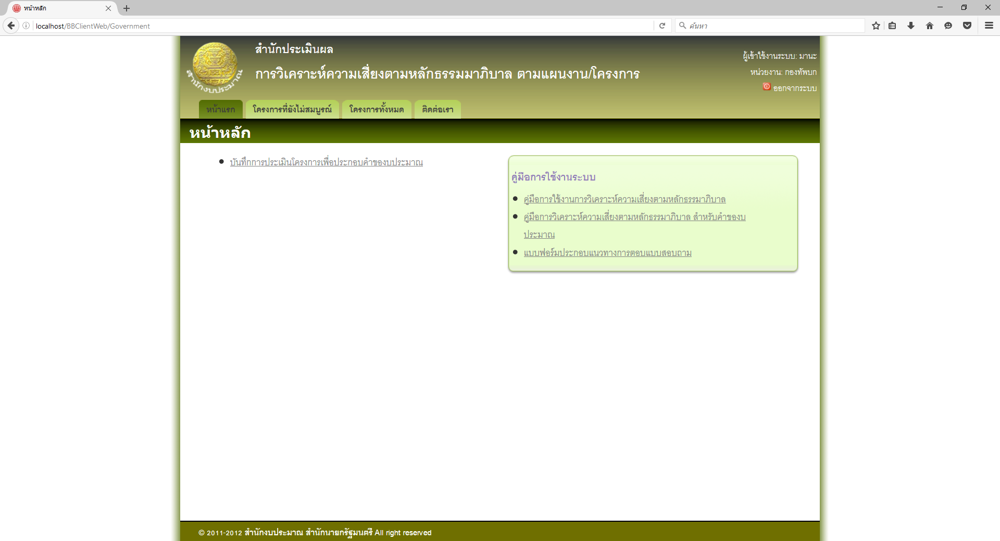 หน้าหลัก
localhost/BBClientWeb/Government
ค้นหา
สำนักงบประมาณ
สำนักประเมินผล
การวิเคราะห์ความเสี่ยงตามหลักธรรมมาภิบาล ตามแผนงาน/โครงการ
ผู้เข้าใช้งานระบบ: มานะ
หน่วยงาน: กองทัพบก
ออกจากระบบ
หน้าแรก
โครงการที่ยังไม่สมบูรณ์
โครงการทั้งหมด
ติดต่อเรา
หน้าหลัก
บันทึกการประเมินโครงการเพื่อประกอบคำของบประมาณ
คู่มือการใช้งานระบบ
คู่มือการใช้งานการวิเคราะห์ความเสี่ยงตามหลักธรรมาภิบาล
คู่มือการวิเคราะห์ความเสี่ยงตามหลักธรรมาภิบาล สำหรับคำของบ
ประมาณ
แบบฟอร์มประกอบแนวทางการตอบแบบสอบถาม
© 2011-2012 สำนักงบประมาณ สำนักนายกรัฐมนตรี All right reserved